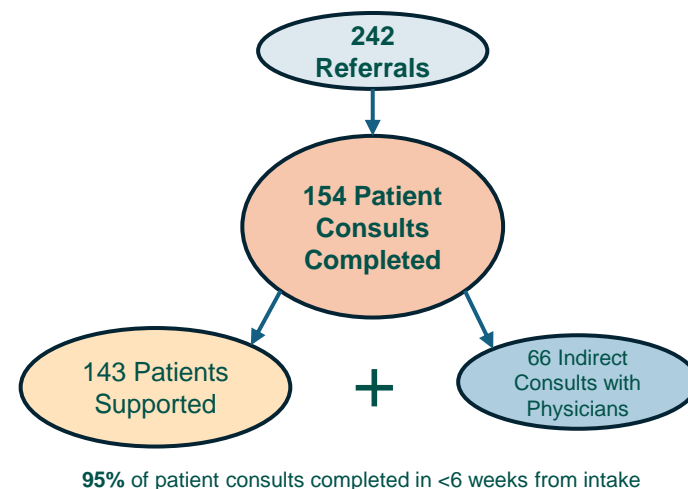 242
Referrals
154 Patient
Consults
Completed
143 Patients
Supported
+
66 Indirect
Consults with
Physicians
95% of patient consults completed in <6 weeks from intake